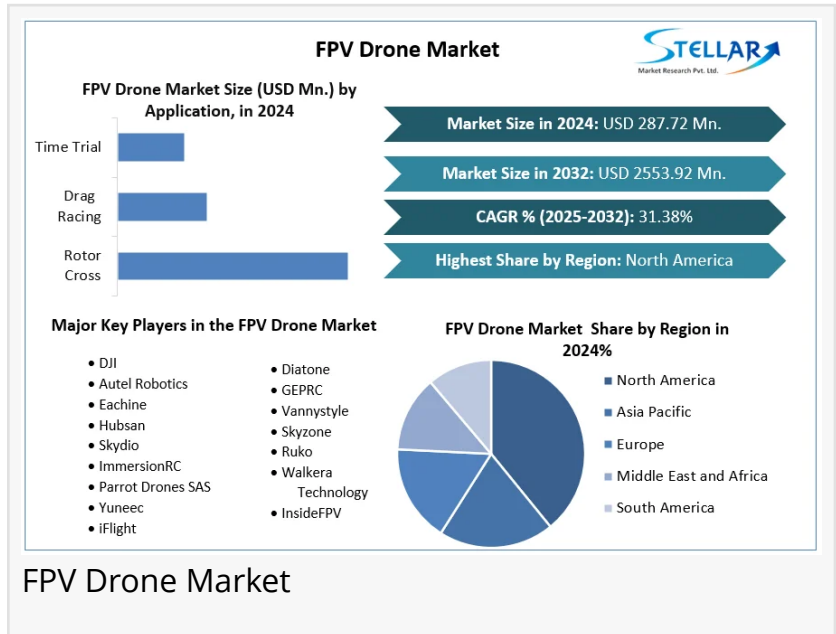 FPV Drone Market
STELLAR
Market Research Pvt. Ltd.
FPV Drone Market Size (USD Mn.) by
Application, in 2024
Time Trial
Drag
Racing
Rotor
Cross
Market Size in 2024: USD 287.72 Mn.
Market Size in 2032: USD 2553.92 Mn.
CAGR % (2025-2032): 31.38%
Highest Share by Region: North America
Major Key Players in the FPV Drone Market
• DJI
• Autel Robotics
• Eachine
• Hubsan
• Skydio
• ImmersionRC
• Parrot Drones SAS
• Yuneec
• iFlight
• Diatone
• GEPRC
• Vannystyle
• Skyzone
• Ruko
• Walkera
Technology
• InsideFPV
FPV Drone Market Share by Region in
2024%
North America
Asia Pacific
Europe
Middle East and Africa
South America
FPV Drone Market